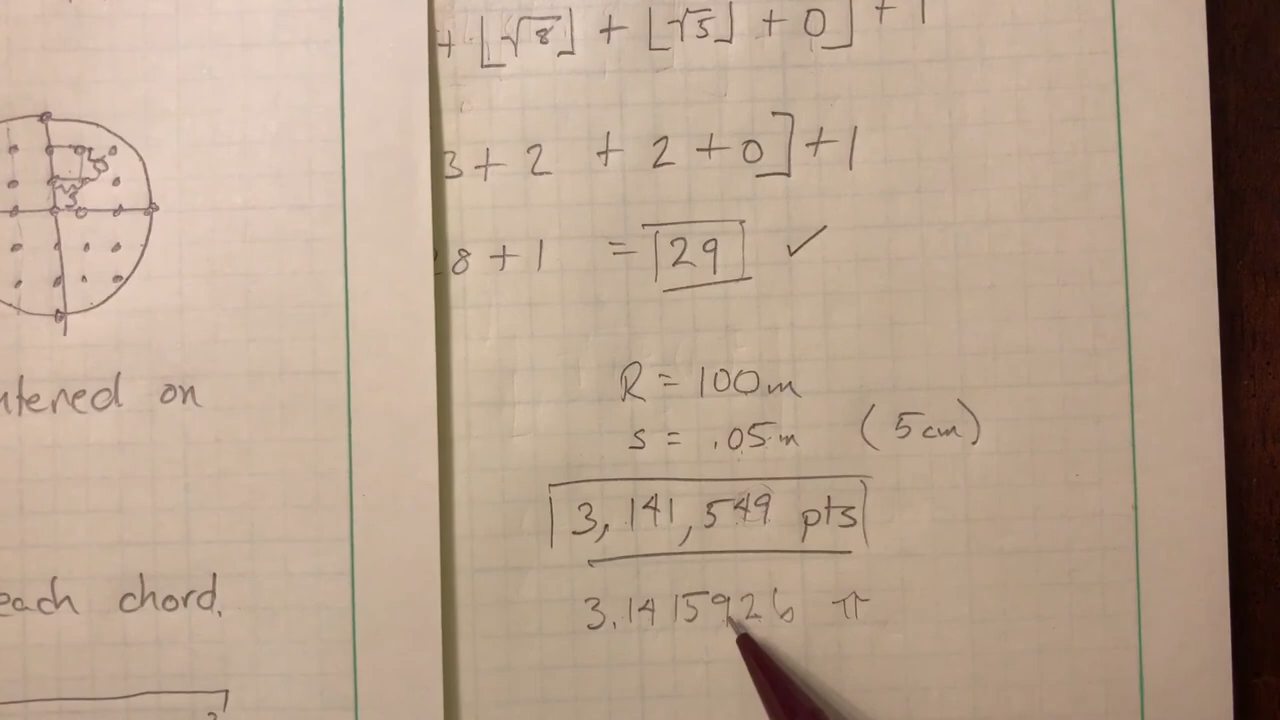 + ⌊√8⌋ + ⌊√5⌋ + 0] + 1
3 + 2 + 2 + 0] + 1
8 + 1 = 29 ✓
R = 100m
s = .05m (5cm)
3,141,549 pts
3.1415926 π
ntered on
each chord.